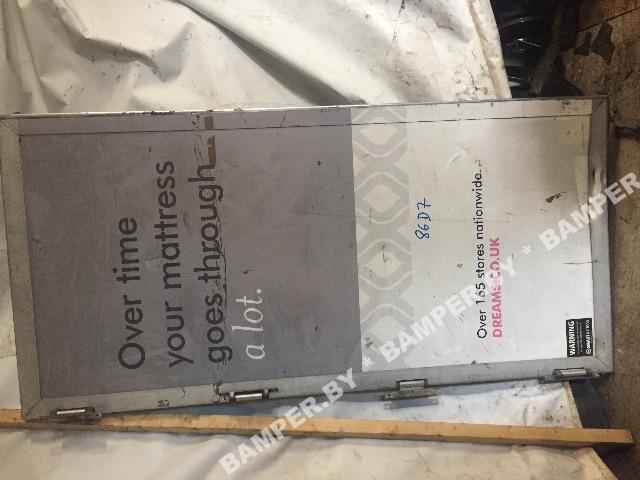 Over time
your mattress
goes through
a lot.
86D7
Over 165 stores nationwide.
DREAMS.CO.UK
WARNING
BAMPER.BY * BAMPER.BY * BAMPER